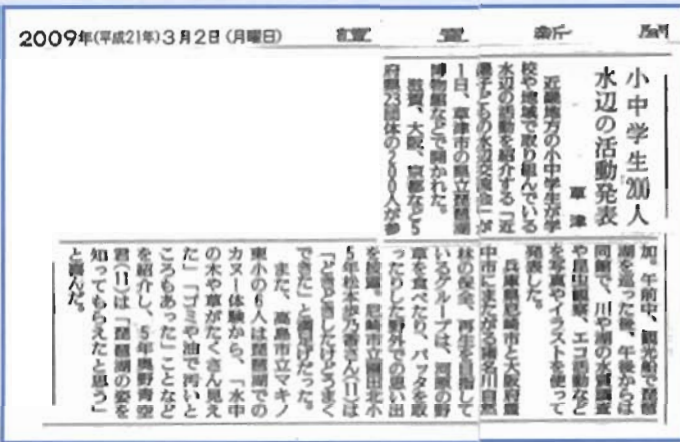 2009年(平成21年)3月2日(月曜日)
讀賣新聞
小中学生200人
水辺の活動発表
草津
近畿地方の小中学生が学
校や地域で取り組んでいる
水辺の活動を紹介する「近
畿子どもの水辺交流会」が
1日、草津市の県立琵琶湖
博物館などで開かれた。
滋賀、大阪、京都など5
府県23団体の200人が参
加。午前中、観光船で琵琶
湖を巡った後、午後からは
同館で、川や湖の水質調査
や昆虫観察、エコ活動など
を写真やイラストを使って
発表した。
兵庫県尼崎市と大阪府豊
中市にまたがる猪名川自然
林の保全、再生を目指して
いるグループは、河原の野
草を食べたり、バッタを取
ったりした野外での思い出
を披露。尼崎市立園田北小
5年松本歩乃香さん(11)は
「どきどきしたけどうまく
できた」と満足げだった。
また、高島市立マキノ
東小の6人は琵琶湖での
カヌー体験から、「水中
の木や草がたくさん見え
た」「ゴミや油で汚いと
ころもあった」ことなど
を紹介し、5年奥野青空
君(11)は「琵琶湖の姿を
知ってもらえたと思う」
と喜んだ。